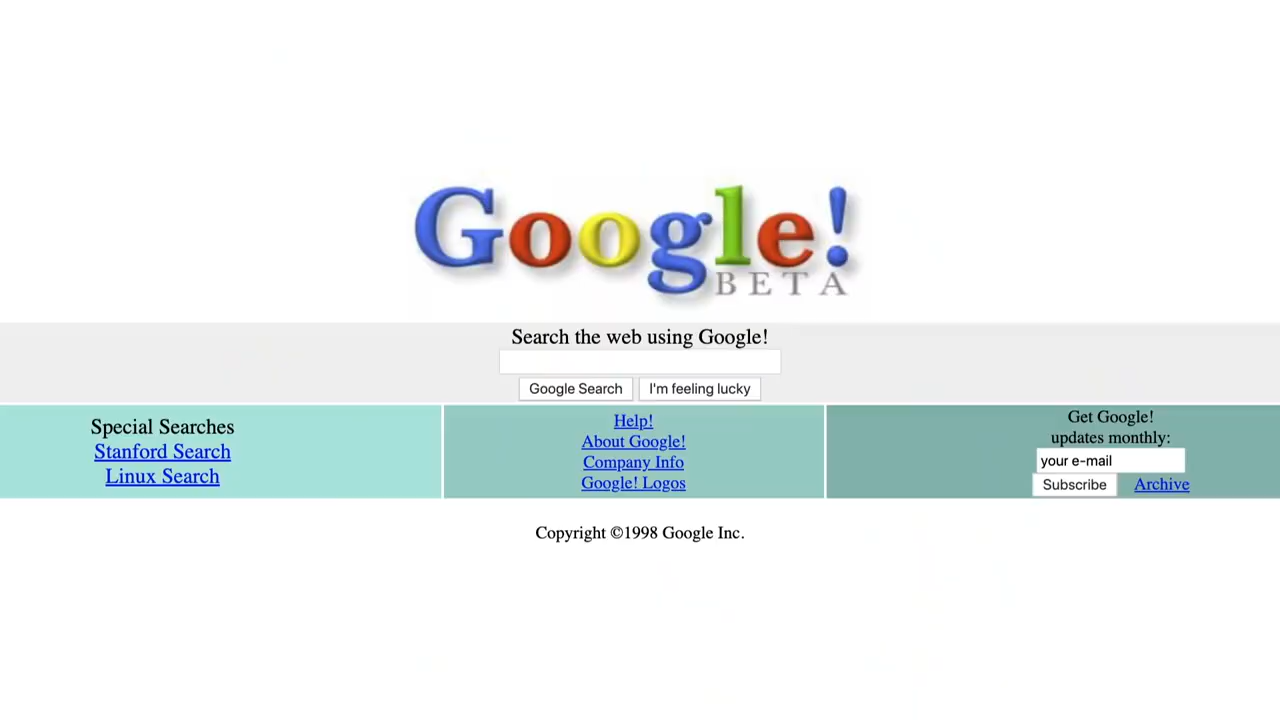 Google!
BETA
Search the web using Google!
Google Search I'm feeling lucky
Special Searches
Stanford Search
Linux Search
Help!
About Google!
Company Info
Google! Logos
Get Google!
updates monthly:
your e-mail
Subscribe Archive
Copyright ©1998 Google Inc.